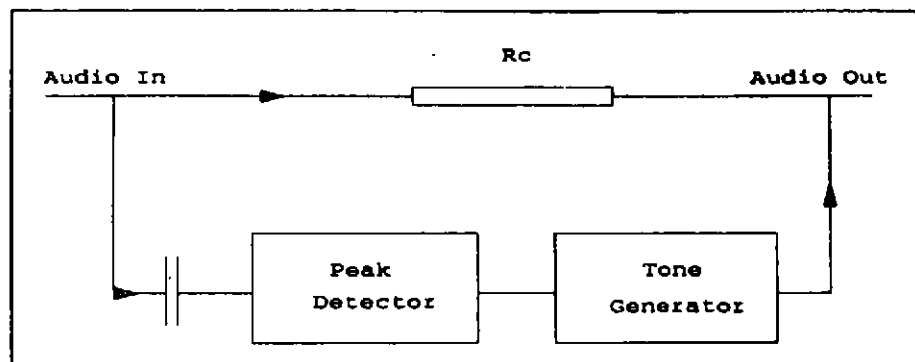 Rc
Audio In
Audio Out
Peak
Detector
Tone
Generator